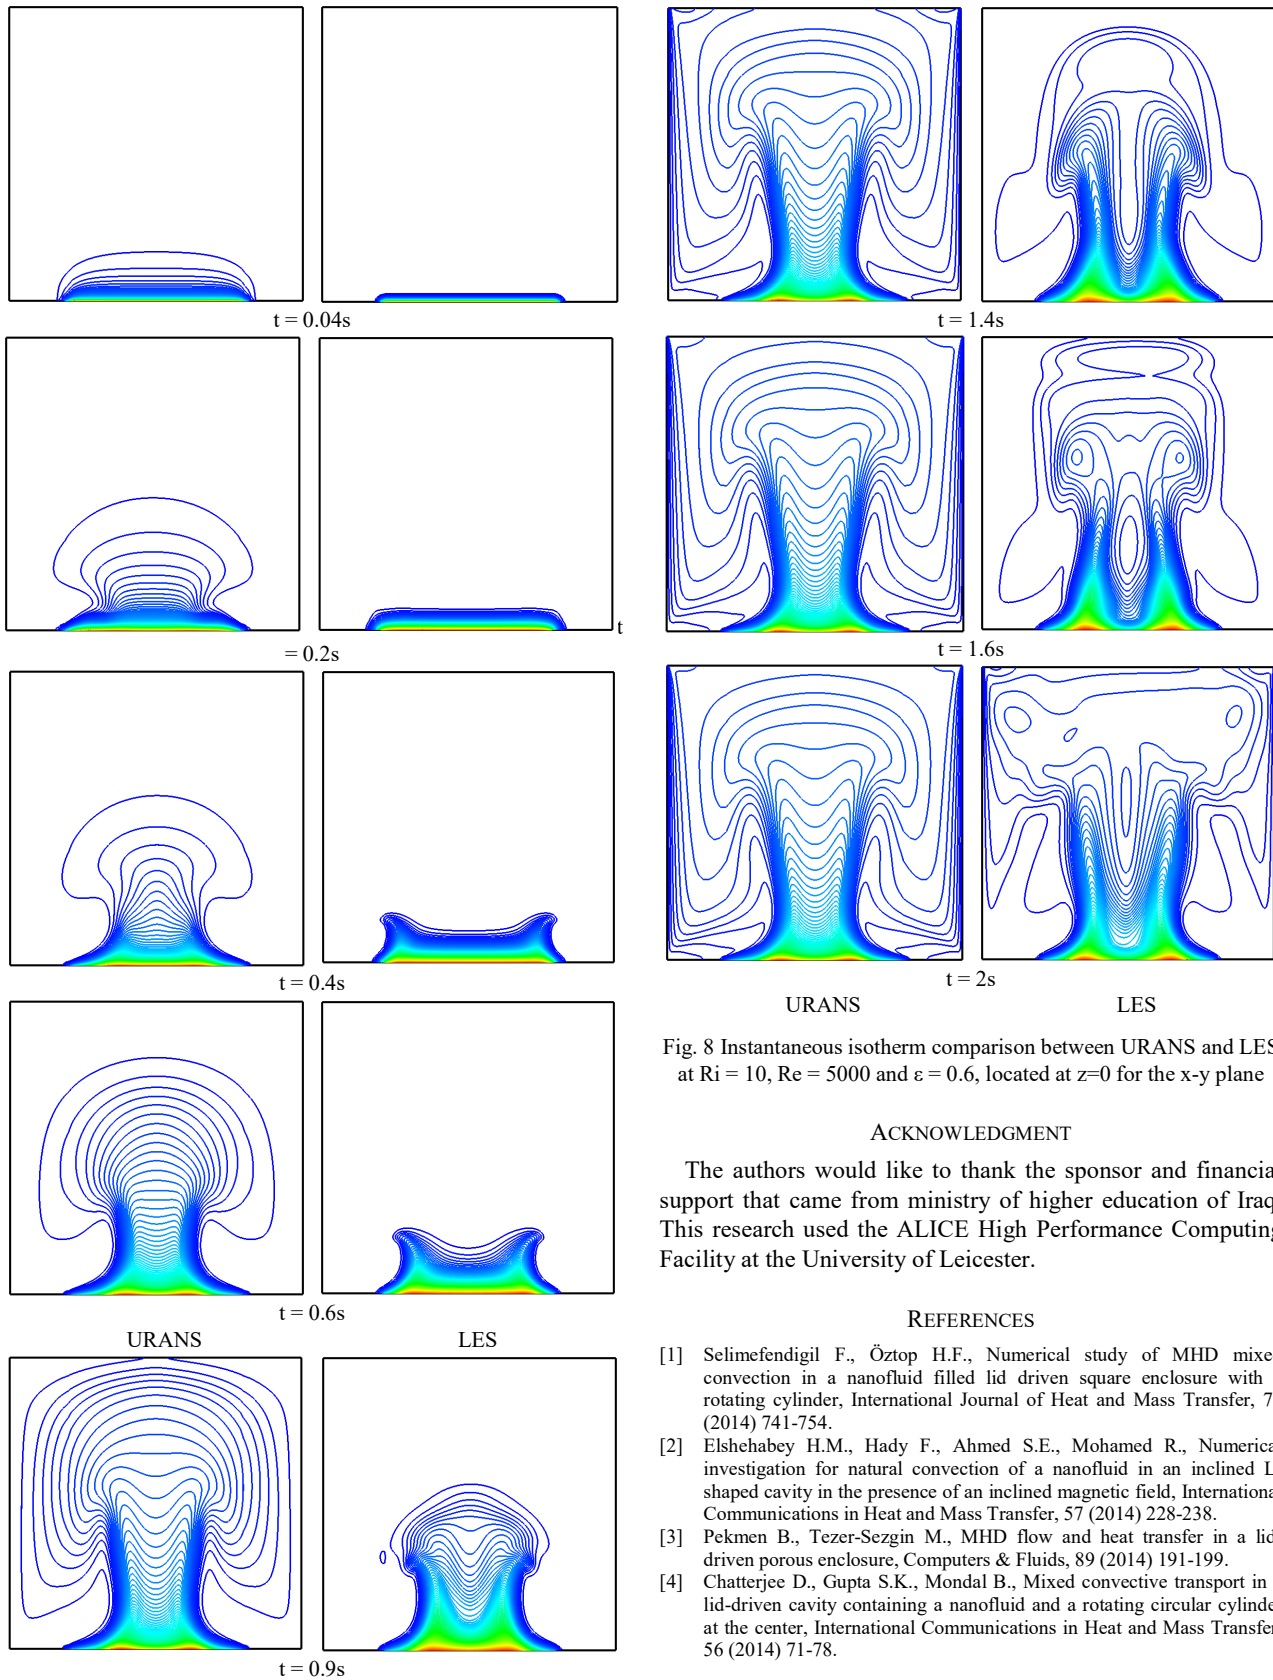 t = 0.04s
t
= 0.2s
t = 0.4s
t = 0.6s
URANS LES
t = 0.9s
t = 1.4s
t = 1.6s
t = 2s
URANS LES
Fig. 8 Instantaneous isotherm comparison between URANS and LES
at Ri = 10, Re = 5000 and ε = 0.6, located at z=0 for the x-y plane
ACKNOWLEDGMENT
The authors would like to thank the sponsor and financia
support that came from ministry of higher education of Iraq
This research used the ALICE High Performance Computing
Facility at the University of Leicester.
REFERENCES
[1] Selimefendigil F., Öztop H.F., Numerical study of MHD mixe
convection in a nanofluid filled lid driven square enclosure with
rotating cylinder, International Journal of Heat and Mass Transfer, 7
(2014) 741-754.
[2] Elshehabey H.M., Hady F., Ahmed S.E., Mohamed R., Numerica
investigation for natural convection of a nanofluid in an inclined L
shaped cavity in the presence of an inclined magnetic field, Internationa
Communications in Heat and Mass Transfer, 57 (2014) 228-238.
[3] Pekmen B., Tezer-Sezgin M., MHD flow and heat transfer in a lid
driven porous enclosure, Computers & Fluids, 89 (2014) 191-199.
[4] Chatterjee D., Gupta S.K., Mondal B., Mixed convective transport in
lid-driven cavity containing a nanofluid and a rotating circular cylinde
at the center, International Communications in Heat and Mass Transfer
56 (2014) 71-78.